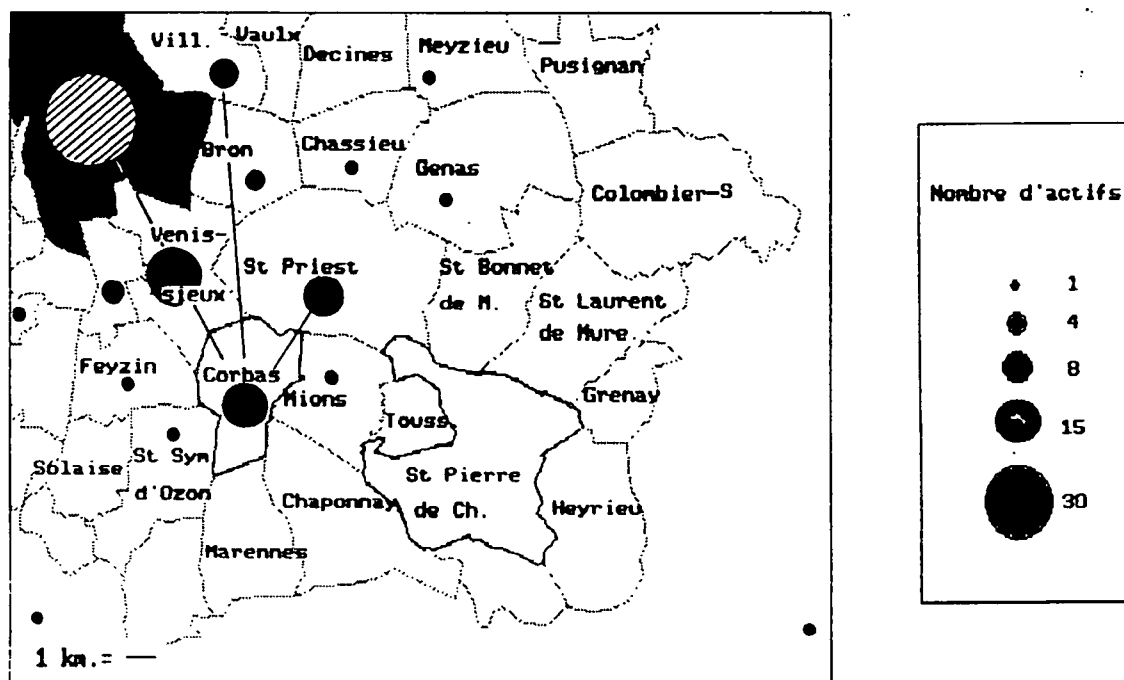 Vill. Vaulx
Decines
Meyzieu
Pusignan
Bron
Chassieu
Genas
Colombier-S
Venis-
sieux
St Priest
St Bonnet
de M.
St Laurent
de Mure.
Feyzin
Corbas
Mions
Touss.
Grenay
Sólaise
St Sym
d'Ozon
Chaponnay
St Pierre
de Ch.
Heyrieu
Marennes
1 km.= —
Nombre d'actifs
1
4
8
15
30